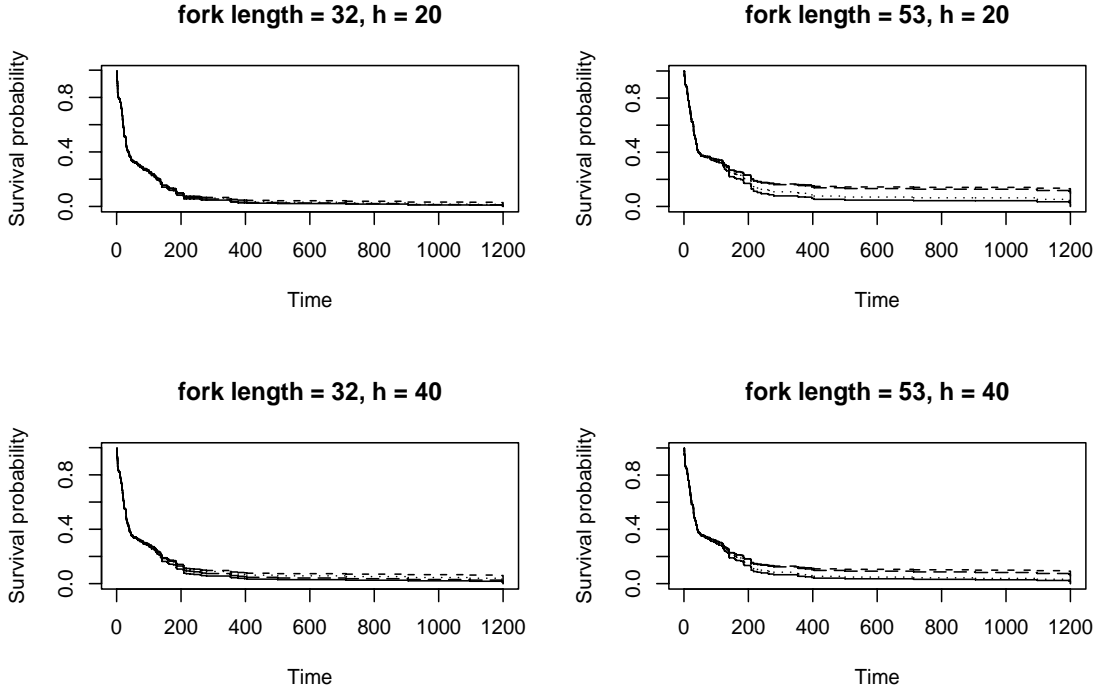 fork length = 32, h = 20
Survival probability
0.0 0.4 0.8
0 200 400 600 800 1000 1200
Time
fork length = 53, h = 20
Survival probability
0.0 0.4 0.8
0 200 400 600 800 1000 1200
Time
fork length = 32, h = 40
Survival probability
0.0 0.4 0.8
0 200 400 600 800 1000 1200
Time
fork length = 53, h = 40
Survival probability
0.0 0.4 0.8
0 200 400 600 800 1000 1200
Time